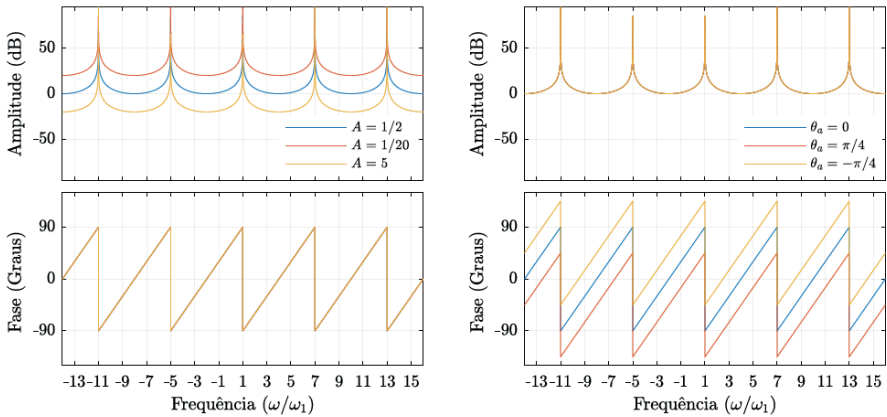 Amplitude (dB)
50
0
-50
A = 1/2
A = 1/20
A = 5
Fase (Graus)
90
0
-90
-13 -11 -9 -7 -5 -3 -1 1 3 5 7 9 11 13 15
Frequência (ω/ω₁)
Amplitude (dB)
50
0
-50
θₐ = 0
θₐ = π/4
θₐ = −π/4
Fase (Graus)
90
0
-90
-13 -11 -9 -7 -5 -3 -1 1 3 5 7 9 11 13 15
Frequência (ω/ω₁)